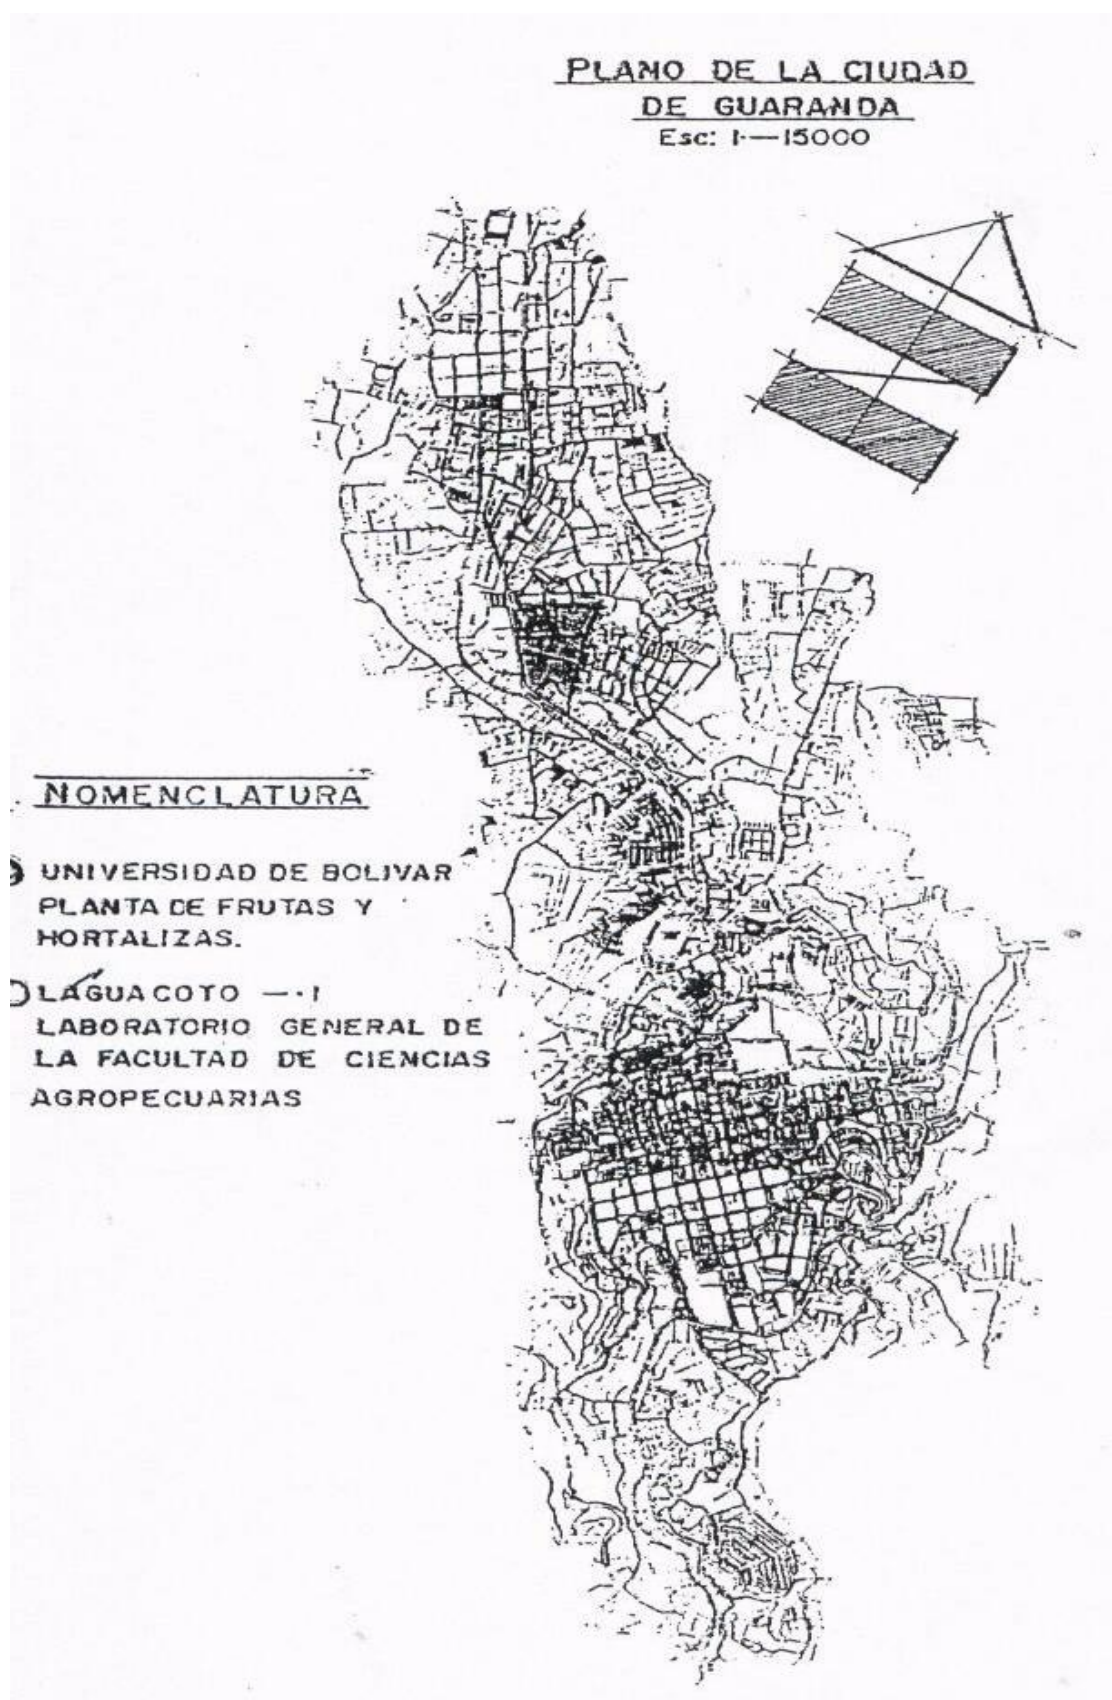 PLANO DE LA CIUDAD
DE GUARANDA
Esc: 1—15000
NOMENCLATURA
UNIVERSIDAD DE BOLIVAR
PLANTA DE FRUTAS Y
HORTALIZAS.
LAGUACOTO —·1
LABORATORIO GENERAL DE
LA FACULTAD DE CIENCIAS
AGROPECUARIAS